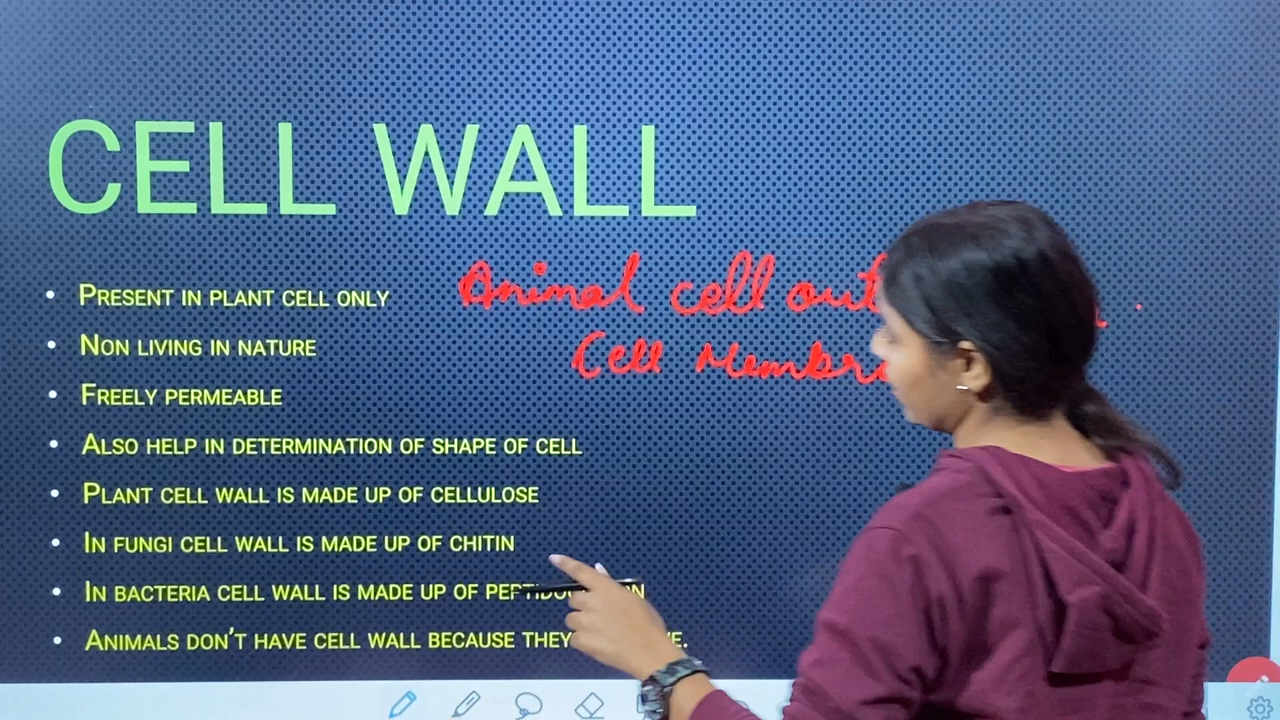 CELL WALL
Animal cell out
Cell Membra
• PRESENT IN PLANT CELL ONLY
• NON LIVING IN NATURE
• FREELY PERMEABLE
• ALSO HELP IN DETERMINATION OF SHAPE OF CELL
• PLANT CELL WALL IS MADE UP OF CELLULOSE
• IN FUNGI CELL WALL IS MADE UP OF CHITIN
• IN BACTERIA CELL WALL IS MADE UP OF
• ANIMALS DON'T HAVE CELL WALL BECAUSE THEY